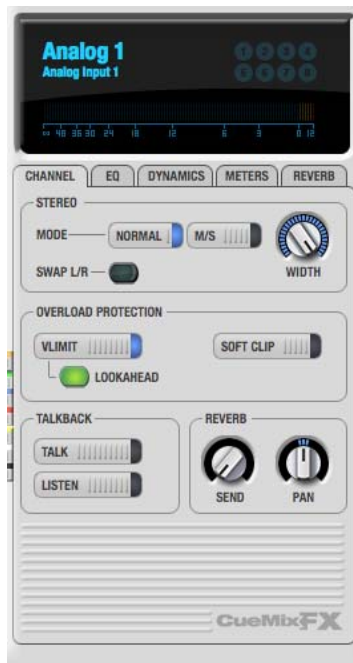 Analog 1
Analog Input 1
1 2 3 4
5 6 7 8
∞ 48 36 30 24 18 12 6 3 0 12
CHANNEL EQ DYNAMICS METERS REVERB
STEREO
MODE NORMAL M/S
WIDTH
SWAP L/R
OVERLOAD PROTECTION
VLIMIT SOFT CLIP
LOOKAHEAD
TALKBACK REVERB
TALK
LISTEN
SEND PAN
CueMixFX